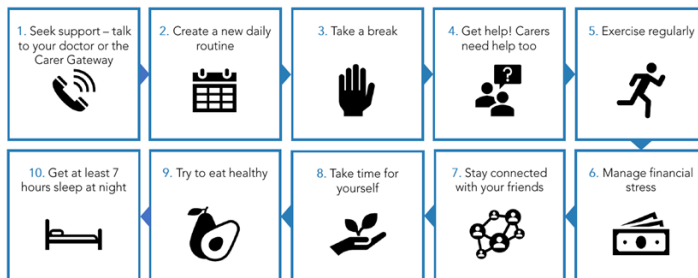 1. Seek support – talk
to your doctor or the
Carer Gateway
2. Create a new daily
routine
3. Take a break
4. Get help! Carers
need help too
?
5. Exercise regularly
6. Manage financial
stress
7. Stay connected
with your friends
8. Take time for
yourself
9. Try to eat healthy
10. Get at least 7
hours sleep at night